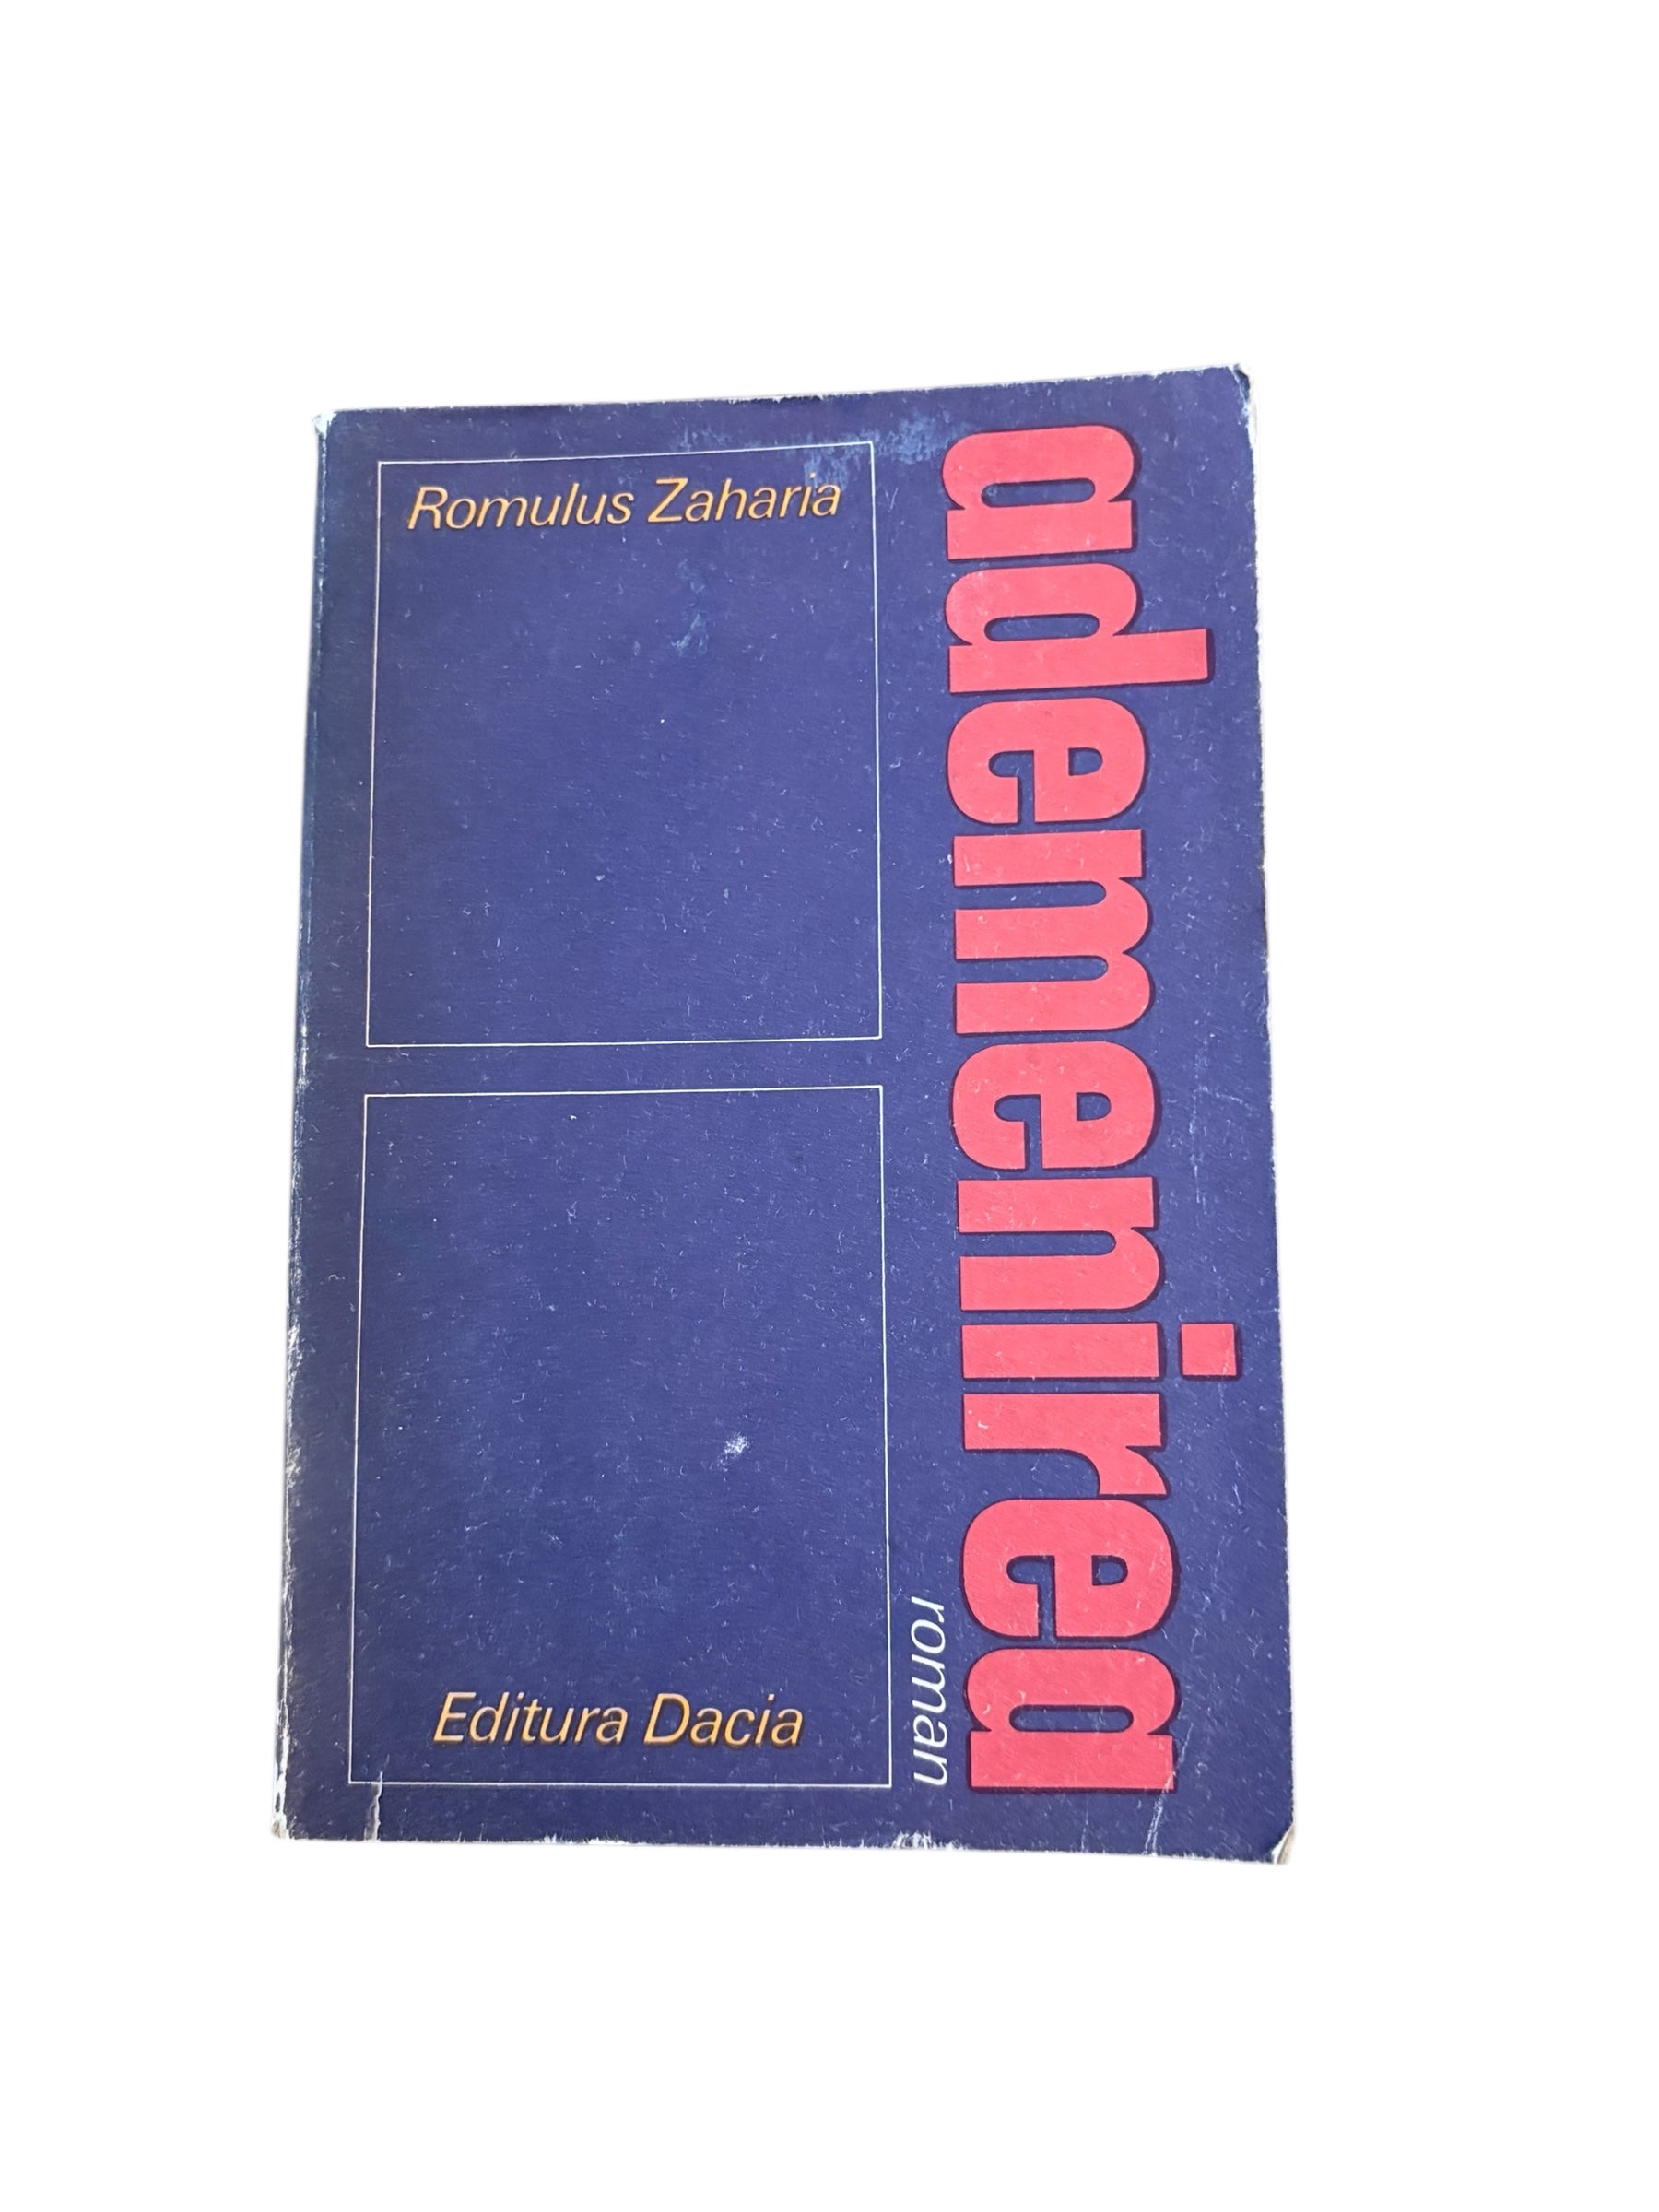 Romulus Zaharia
ademenirea
roman
Editura Dacia